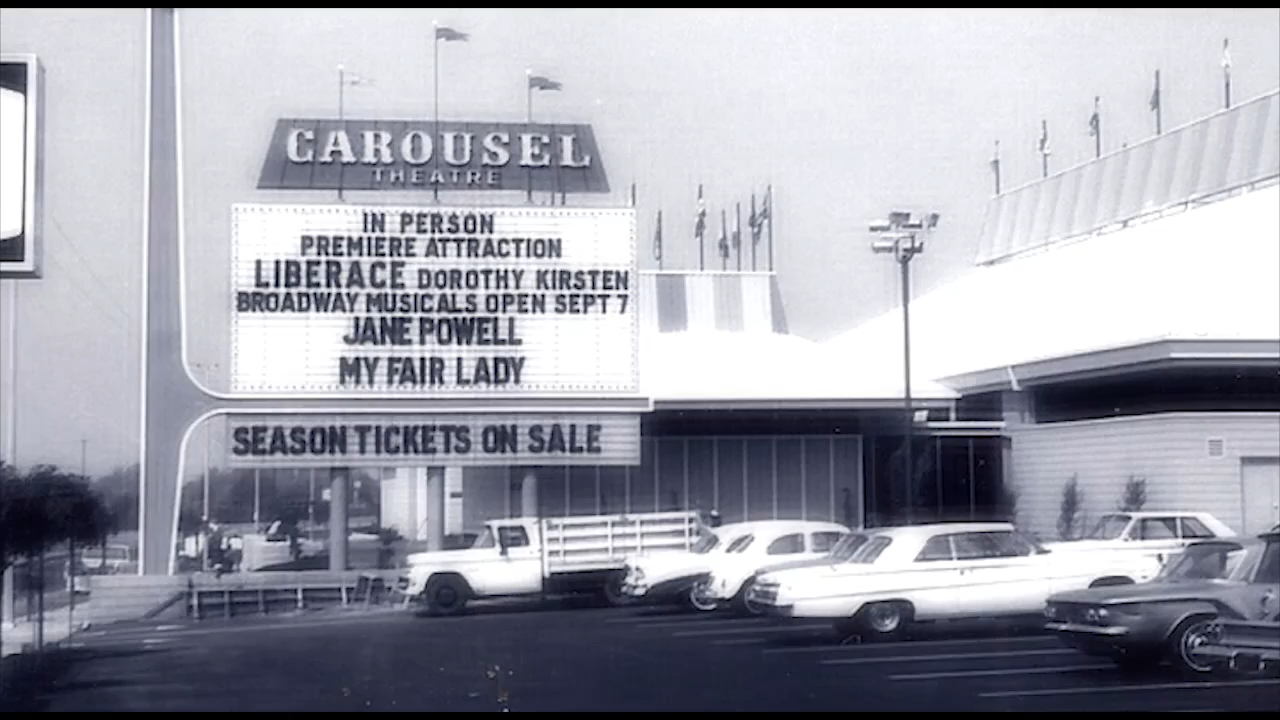 CAROUSEL
THEATRE
IN PERSON
PREMIERE ATTRACTION
LIBERACE DOROTHY KIRSTEN
BROADWAY MUSICALS OPEN SEPT 7
JANE POWELL
MY FAIR LADY
SEASON TICKETS ON SALE